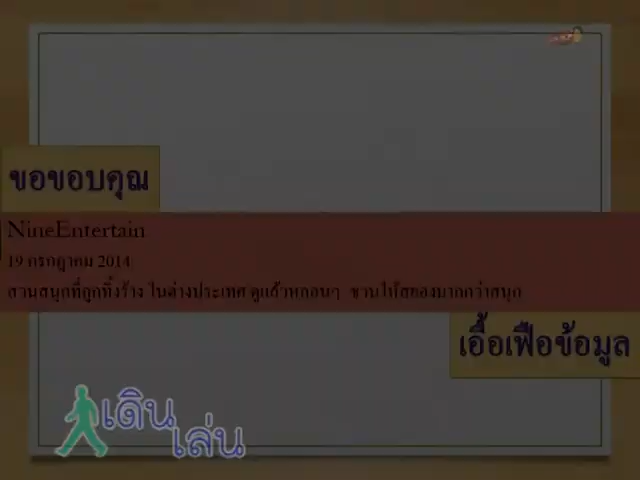 ขอขอบคุณ
NineEntertain
19 กรกฎาคม 2014
สวนสนุกที่ถูกทิ้งร้าง ในต่างประเทศ ดูแล้วหลอนๆ ชวนให้สยองมากกว่าสนุก
เอื้อเฟือข้อมูล
เดิน
เล่น